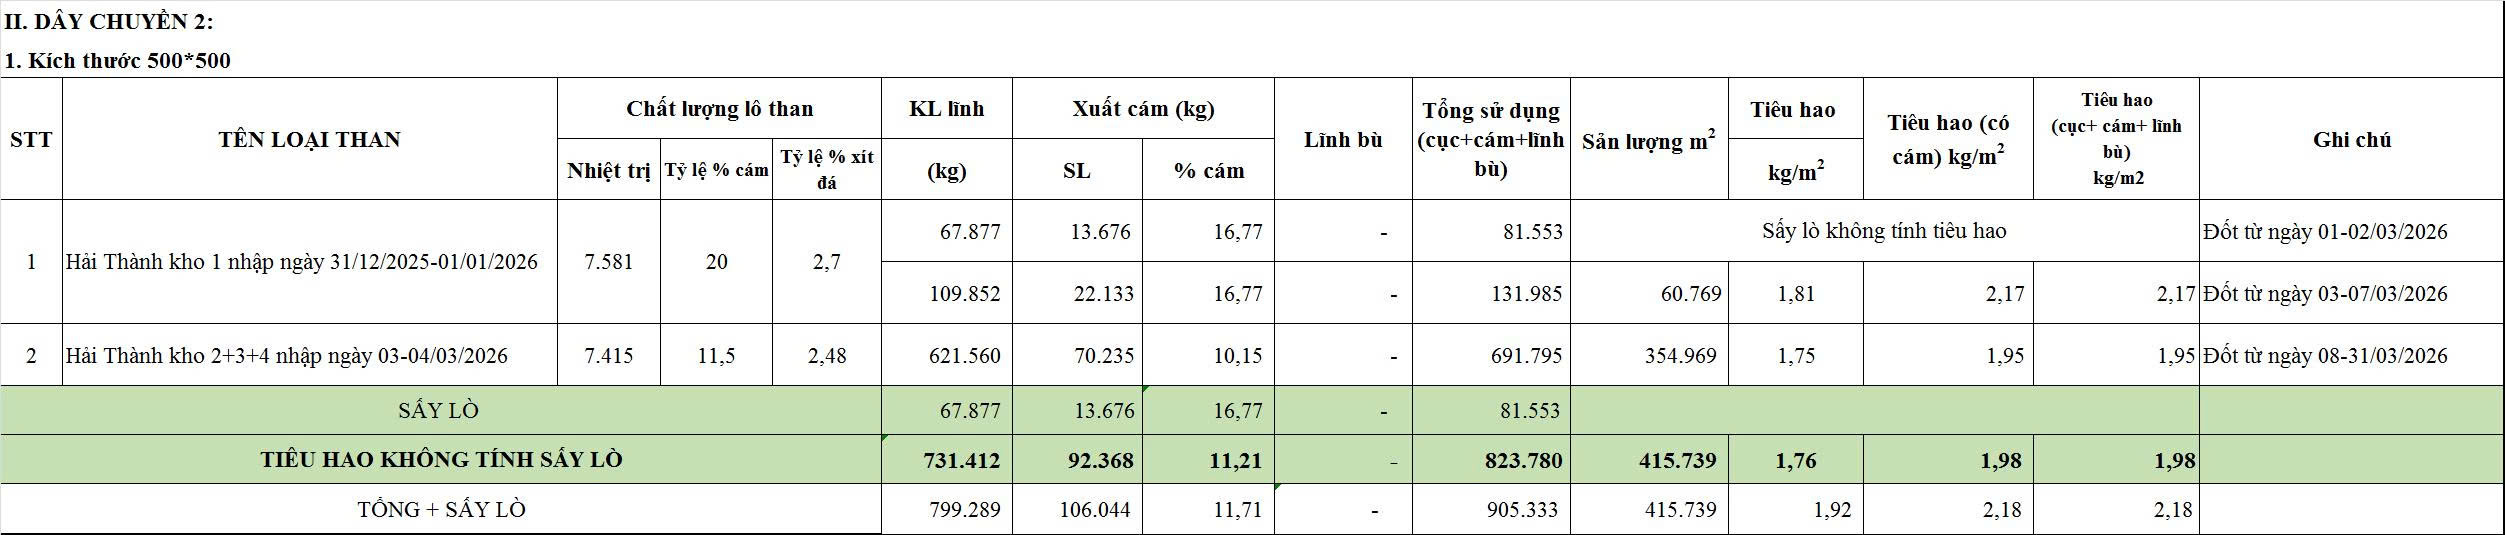 II. DÂY CHUYỀN 2:
1. Kích thước 500*500
STT TÊN LOẠI THAN Chất lượng lô than KL lĩnh Xuất cám (kg) Lĩnh bù Tổng sử dụng (cục+cám+lĩnh bù) Sản lượng m² Tiêu hao Tiêu hao (có cám) kg/m² Tiêu hao (cục+ cám+ lĩnh bù) kg/m2 Ghi chú
Nhiệt trị Tỷ lệ % cám Tỷ lệ % xít đá (kg) SL % cám kg/m²
1 Hải Thành kho 1 nhập ngày 31/12/2025-01/01/2026 7.581 20 2,7 67.877 13.676 16,77 - 81.553 Sấy lò không tính tiêu hao Đốt từ ngày 01-02/03/2026
109.852 22.133 16,77 - 131.985 60.769 1,81 2,17 2,17 Đốt từ ngày 03-07/03/2026
2 Hải Thành kho 2+3+4 nhập ngày 03-04/03/2026 7.415 11,5 2,48 621.560 70.235 10,15 - 691.795 354.969 1,75 1,95 1,95 Đốt từ ngày 08-31/03/2026
SẤY LÒ 67.877 13.676 16,77 - 81.553
TIÊU HAO KHÔNG TÍNH SẤY LÒ 731.412 92.368 11,21 - 823.780 415.739 1,76 1,98 1,98
TỔNG + SẤY LÒ 799.289 106.044 11,71 - 905.333 415.739 1,92 2,18 2,18